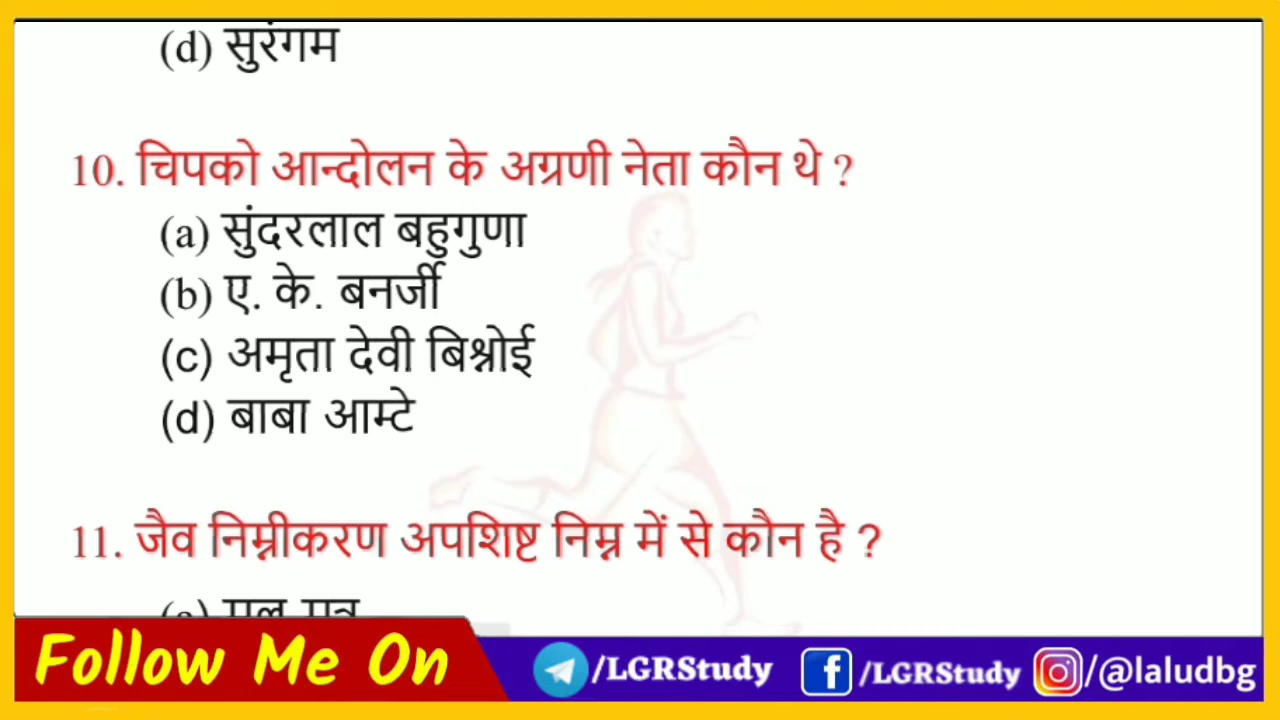 (d) सुरंगम
10. चिपको आन्दोलन के अग्रणी नेता कौन थे ?
(a) सुंदरलाल बहुगुणा
(b) ए. के. बनर्जी
(c) अमृता देवी बिश्नोई
(d) बाबा आम्टे
11. जैव निम्नीकरण अपशिष्ट निम्न में से कौन है ?
(a) मल-मूत्र
Follow Me On
/LGRStudy
/LGRStudy
/@laludbg